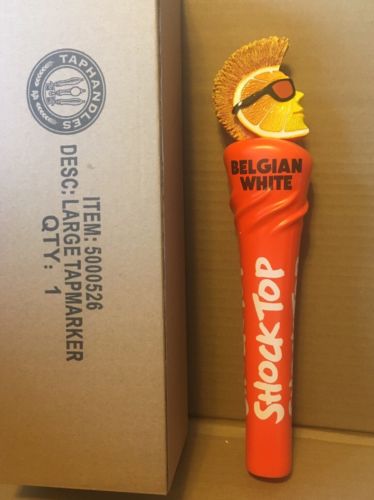 TAPHANDLES
ITEM: 5000526
DESC: LARGE TAPMARKER
QTY: 1
BELGIAN
WHITE
SHOCK TOP